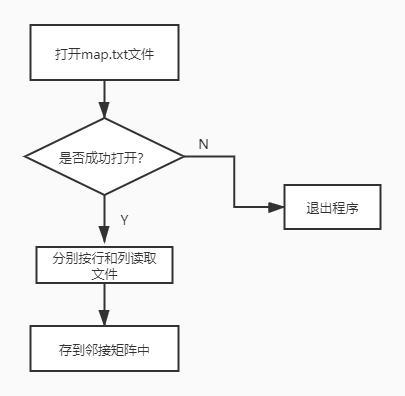 打开map.txt文件
是否成功打开?
N
退出程序
Y
分别按行和列读取
文件
存到邻接矩阵中